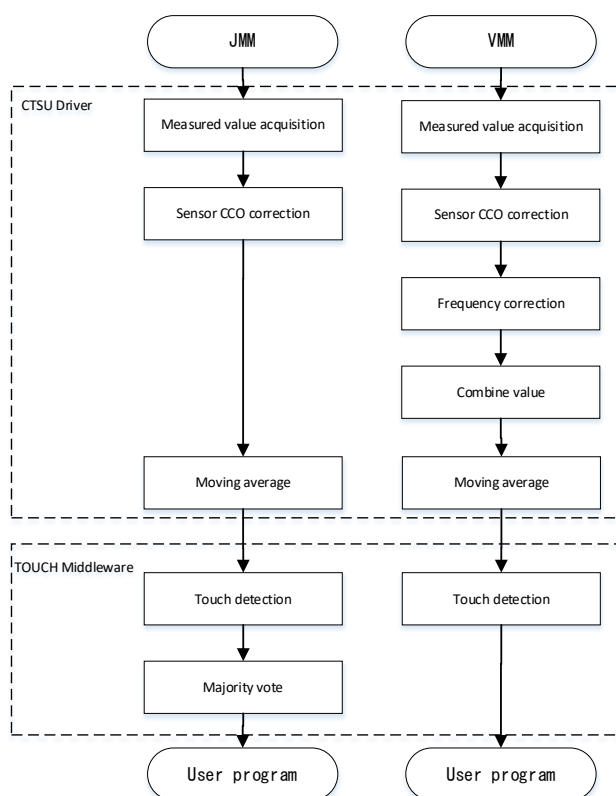 JMM
VMM
CTSU Driver
Measured value acquisition
Measured value acquisition
Sensor CCO correction
Sensor CCO correction
Frequency correction
Combine value
Moving average
Moving average
TOUCH Middleware
Touch detection
Touch detection
Majority vote
User program
User program